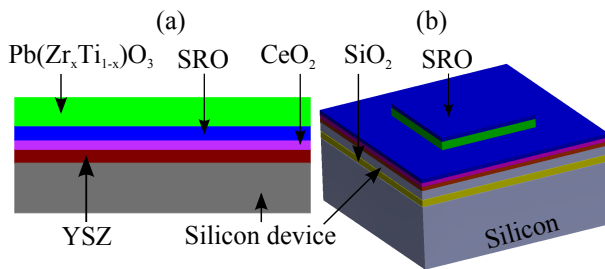 (a)
(b)
Pb(ZrₓTi₁₋ₓ)O₃
SRO
CeO₂
SiO₂
SRO
YSZ
Silicon device
Silicon